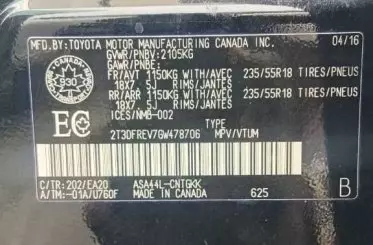 MFD.BY:TOYOTA MOTOR MANUFACTURING CANADA INC. 04/16
GVWR/PNBV:2105KG
GAWR/PNBE:
FR/AVT 1150KG WITH/AVEC 235/55R18 TIRES/PNEUS
18X7.5J RIMS/JANTES
RR/ARR 1150KG WITH/AVEC 235/55R18 TIRES/PNEUS
18X7.5J RIMS/JANTES
ICES/NMB-002
930
EC
TYPE
2T3DFREV7GW478706 MPV/VTUM
C/TR:202/EA20 ASA44L-CNTGKK
A/TM:-01A/U760F MADE IN CANADA 625 B